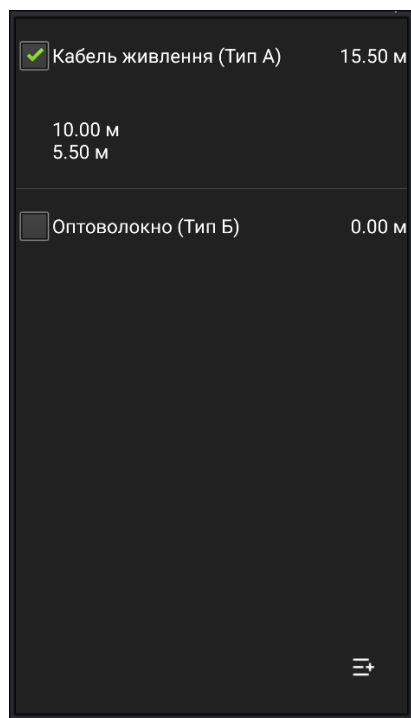 Кабель живлення (Тип А) 15.50 м
10.00 м
5.50 м
Оптоволокно (Тип Б) 0.00 м